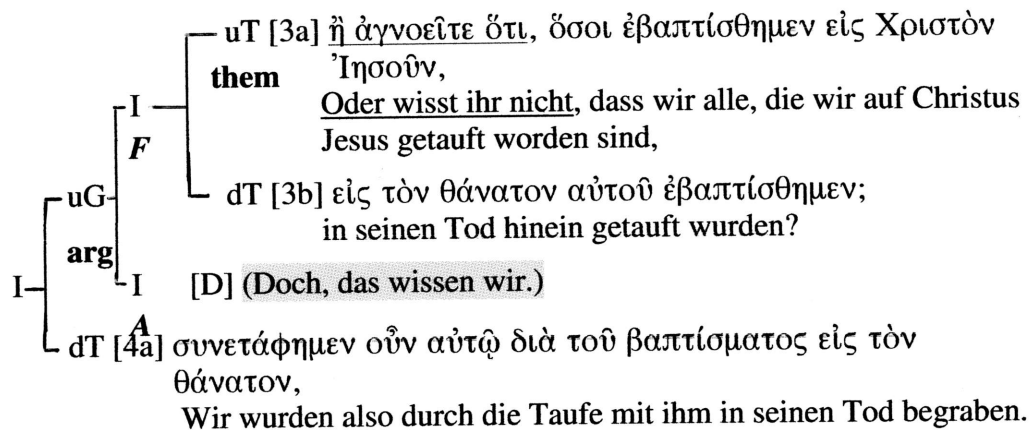 uT [3a] ἢ ἀγνοεῖτε ὅτι, ὅσοι ἐβαπτίσθημεν εἰς Χριστὸν
them Ἰησοῦν,
Oder wisst ihr nicht, dass wir alle, die wir auf Christus
I
F Jesus getauft worden sind,
uG dT [3b] εἰς τὸν θάνατον αὐτοῦ ἐβαπτίσθημεν;
in seinen Tod hinein getauft wurden?
arg
I I [D] (Doch, das wissen wir.)
A
dT [4a] συνετάφημεν οὖν αὐτῷ διὰ τοῦ βαπτίσματος εἰς τὸν
θάνατον,
Wir wurden also durch die Taufe mit ihm in seinen Tod begraben.